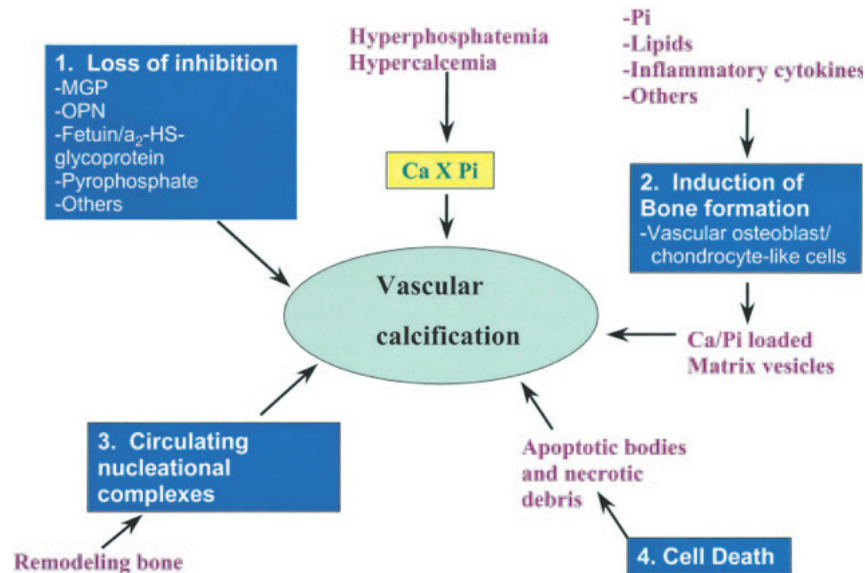 1. Loss of inhibition
-MGP
-OPN
-Fetuin/a₂-HS-
glycoprotein
-Pyrophosphate
-Others
Hyperphosphatemia
Hypercalcemia
Ca X Pi
-Pi
-Lipids
-Inflammatory cytokines
-Others
2. Induction of
Bone formation
-Vascular osteoblast/
chondrocyte-like cells
Ca/Pi loaded
Matrix vesicles
Vascular
calcification
3. Circulating
nucleational
complexes
Remodeling bone
Apoptotic bodies
and necrotic
debris
4. Cell Death